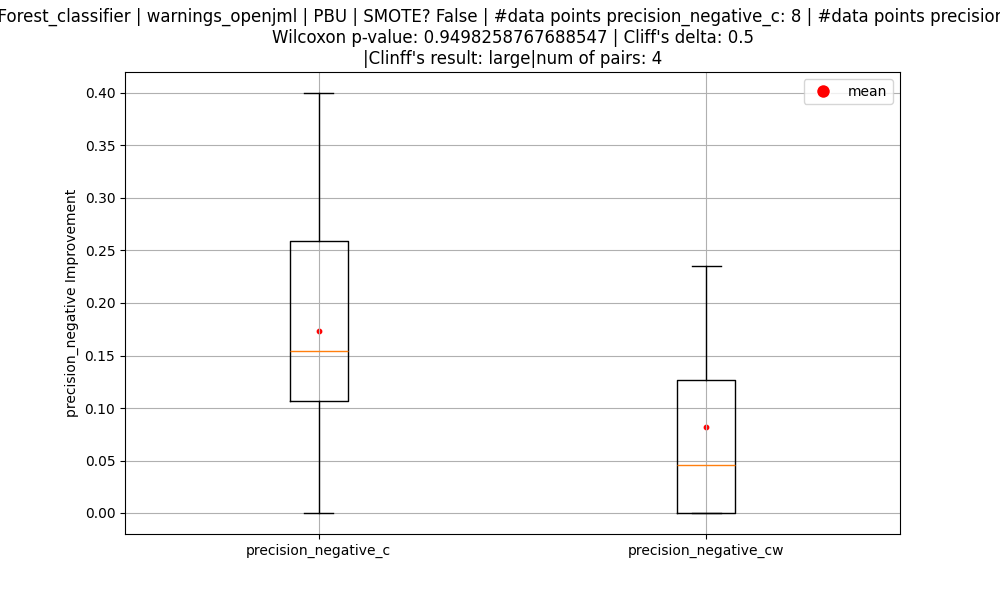 Forest_classifier | warnings_openjml | PBU | SMOTE? False | #data points precision_negative_c: 8 | #data points precision
Wilcoxon p-value: 0.9498258767688547 | Cliff's delta: 0.5
|Clinff's result: large|num of pairs: 4
mean
0.40
0.35
0.30
0.25
0.20
0.15
0.10
0.05
0.00
precision_negative Improvement
precision_negative_c
precision_negative_cw